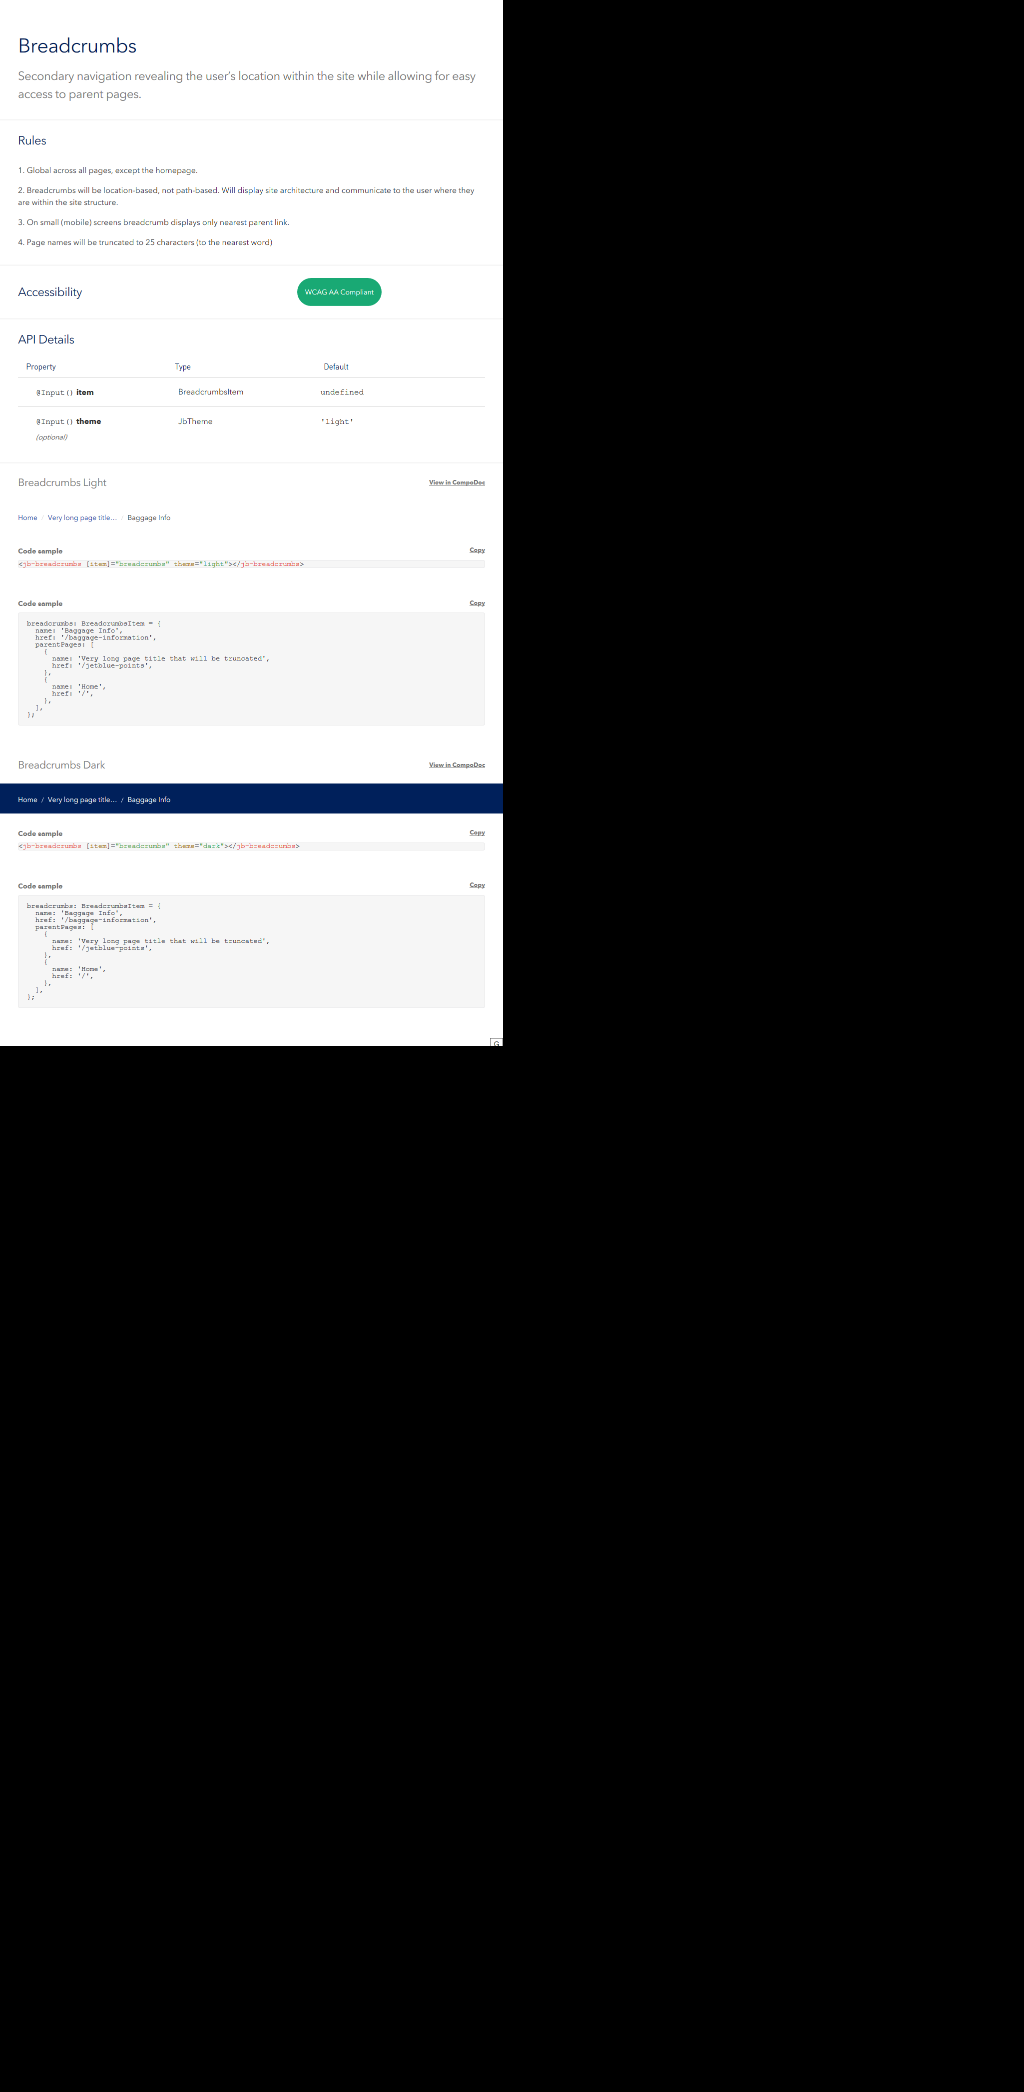 Breadcrumbs
Secondary navigation revealing the user's location within the site while allowing for easy
access to parent pages.
Rules
1. Global across all pages, except the homepage.
2. Breadcrumbs will be location-based, not path-based. Will display site architecture and communicate to the user where they
are within the site structure.
3. On small (mobile) screens breadcrumb displays only nearest parent link.
4. Page names will be truncated to 25 characters (to the nearest word)
Accessibility WCAG AA Compliant
API Details
Property Type Default
@Input() item BreadcrumbsItem undefined
@Input() theme JbTheme 'light'
(optional)
Breadcrumbs Light View in CompoDoc
Home / Very long page title... / Baggage Info
Code sample Copy
<jb-breadcrumbs [item]="breadcrumbs" theme="light"></jb-breadcrumbs>
Code sample Copy
breadcrumbs: BreadcrumbsItem = {
name: 'Baggage Info',
href: '/baggage-information',
parentPages: [
{
name: 'Very long page title that will be truncated',
href: '/jetblue-points',
},
{
name: 'Home',
href: '/',
},
],
};
Breadcrumbs Dark View in CompoDoc
Home / Very long page title... / Baggage Info
Code sample Copy
<jb-breadcrumbs [item]="breadcrumbs" theme="dark"></jb-breadcrumbs>
Code sample Copy
breadcrumbs: BreadcrumbsItem = {
name: 'Baggage Info',
href: '/baggage-information',
parentPages: [
{
name: 'Very long page title that will be truncated',
href: '/jetblue-points',
},
{
name: 'Home',
href: '/',
},
],
};
G